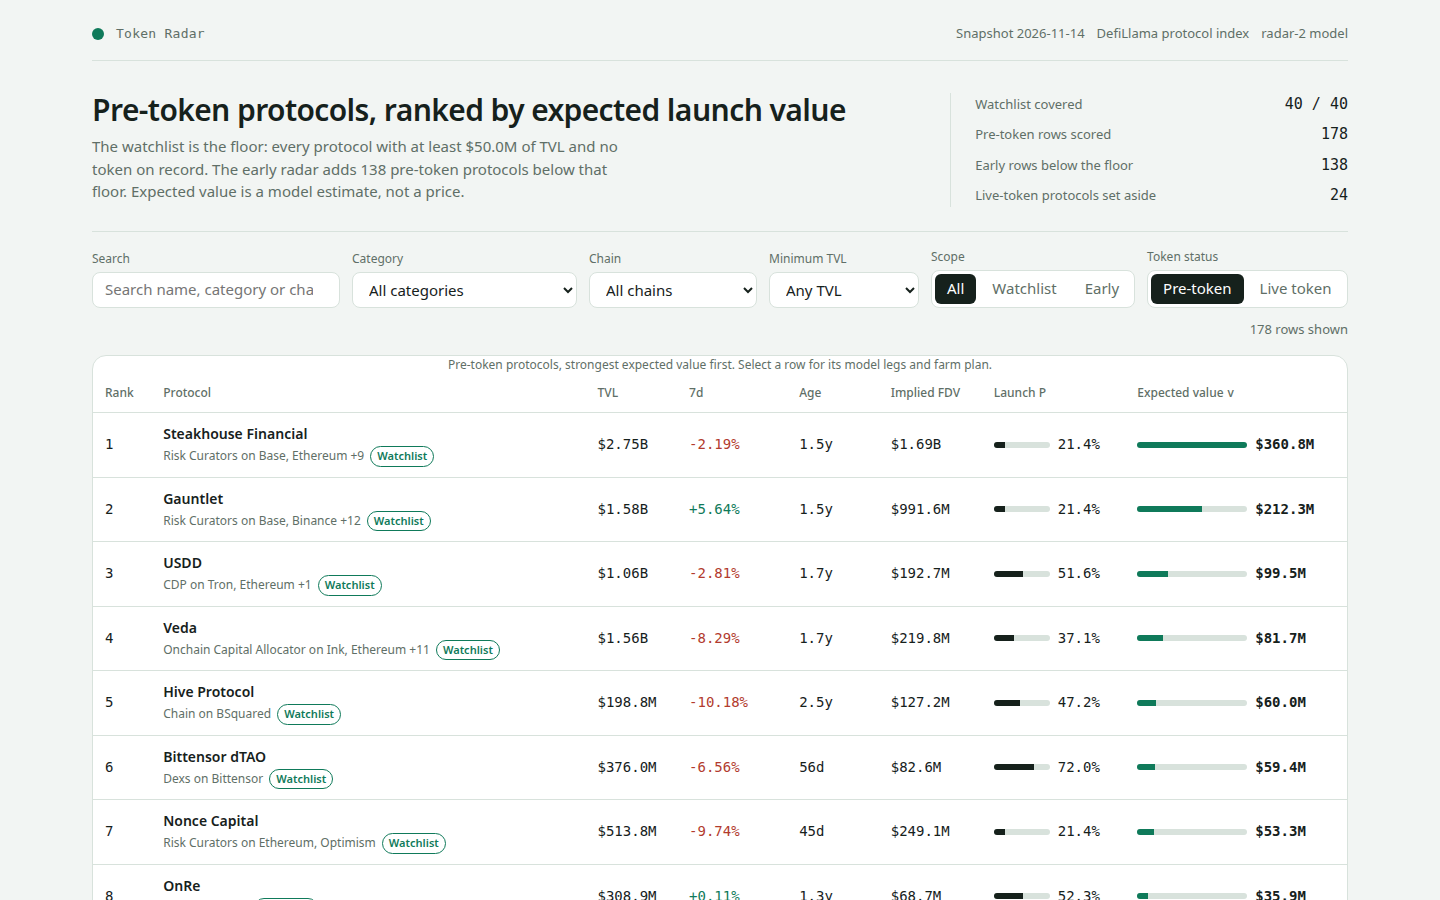 Token Radar
Snapshot 2026-11-14 DefiLlama protocol index radar-2 model
Pre-token protocols, ranked by expected launch value
The watchlist is the floor: every protocol with at least $50.0M of TVL and no
token on record. The early radar adds 138 pre-token protocols below that
floor. Expected value is a model estimate, not a price.
Watchlist covered 40 / 40
Pre-token rows scored 178
Early rows below the floor 138
Live-token protocols set aside 24
Search Category Chain Minimum TVL Scope Token status
Search name, category or cha All categories All chains Any TVL All Watchlist Early Pre-token Live token
178 rows shown
Pre-token protocols, strongest expected value first. Select a row for its model legs and farm plan.
Rank Protocol TVL 7d Age Implied FDV Launch P Expected value v
1 Steakhouse Financial $2.75B -2.19% 1.5y $1.69B 21.4% $360.8M
Risk Curators on Base, Ethereum +9 Watchlist
2 Gauntlet $1.58B +5.64% 1.5y $991.6M 21.4% $212.3M
Risk Curators on Base, Binance +12 Watchlist
3 USDD $1.06B -2.81% 1.7y $192.7M 51.6% $99.5M
CDP on Tron, Ethereum +1 Watchlist
4 Veda $1.56B -8.29% 1.7y $219.8M 37.1% $81.7M
Onchain Capital Allocator on Ink, Ethereum +11 Watchlist
5 Hive Protocol $198.8M -10.18% 2.5y $127.2M 47.2% $60.0M
Chain on BSquared Watchlist
6 Bittensor dTAO $376.0M -6.56% 56d $82.6M 72.0% $59.4M
Dexs on Bittensor Watchlist
7 Nonce Capital $513.8M -9.74% 45d $249.1M 21.4% $53.3M
Risk Curators on Ethereum, Optimism Watchlist
8 OnRe $308.9M +0.11% 1.3y $68.7M 52.3% $35.9M